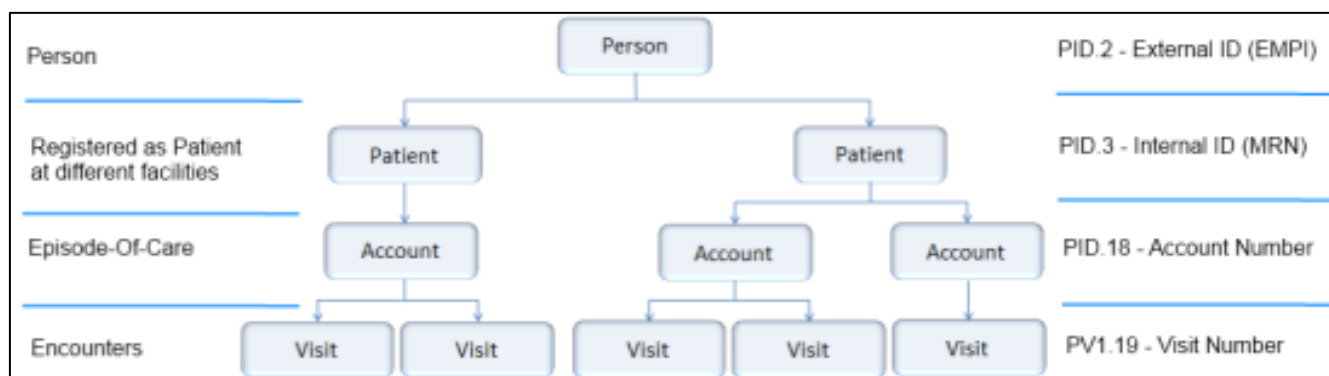 Person
Person
PID.2 - External ID (EMPI)
Registered as Patient
at different facilities
Patient
Patient
PID.3 - Internal ID (MRN)
Episode-Of-Care
Account
Account
Account
PID.18 - Account Number
Encounters
Visit
Visit
Visit
Visit
Visit
PV1.19 - Visit Number